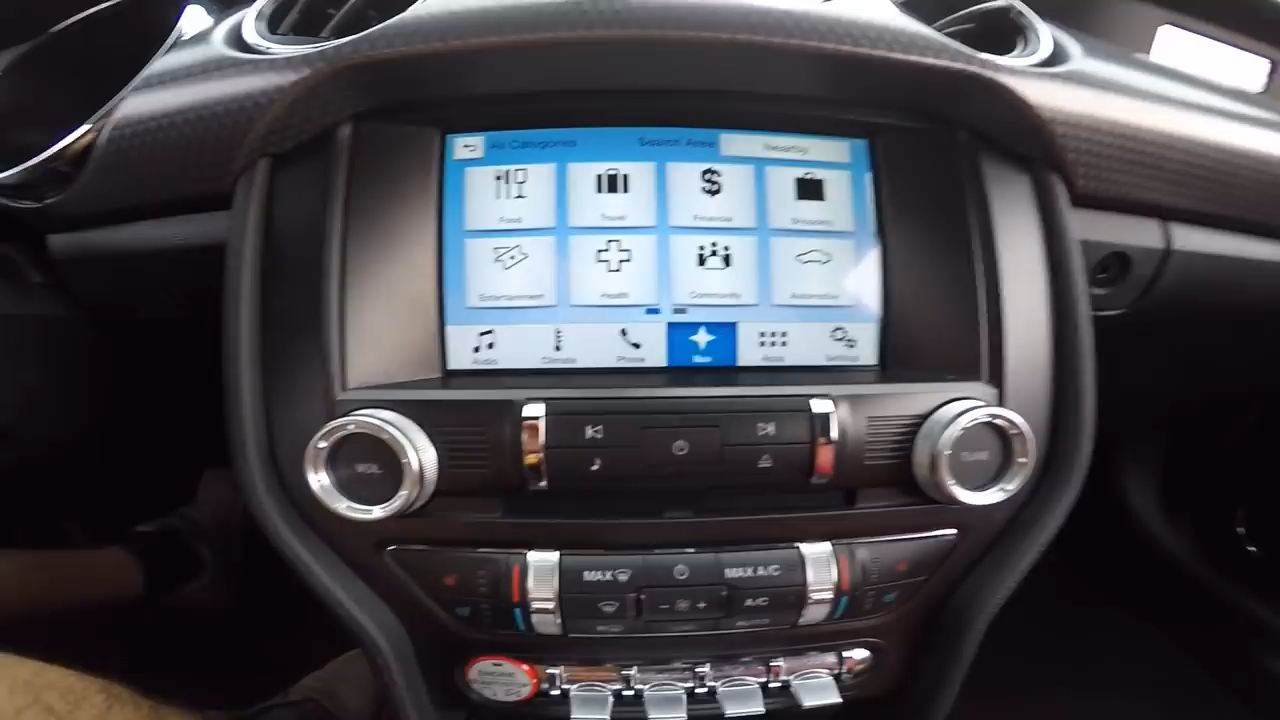 All Categories
Search Area
Nearby
Food
Travel
Financial
Entertainment
Health
Community
Automotive
Audio
Climate
Phone
Nav
Apps
Settings
VOL
TUNE
MAX
MAX A/C
A/C
AUTO